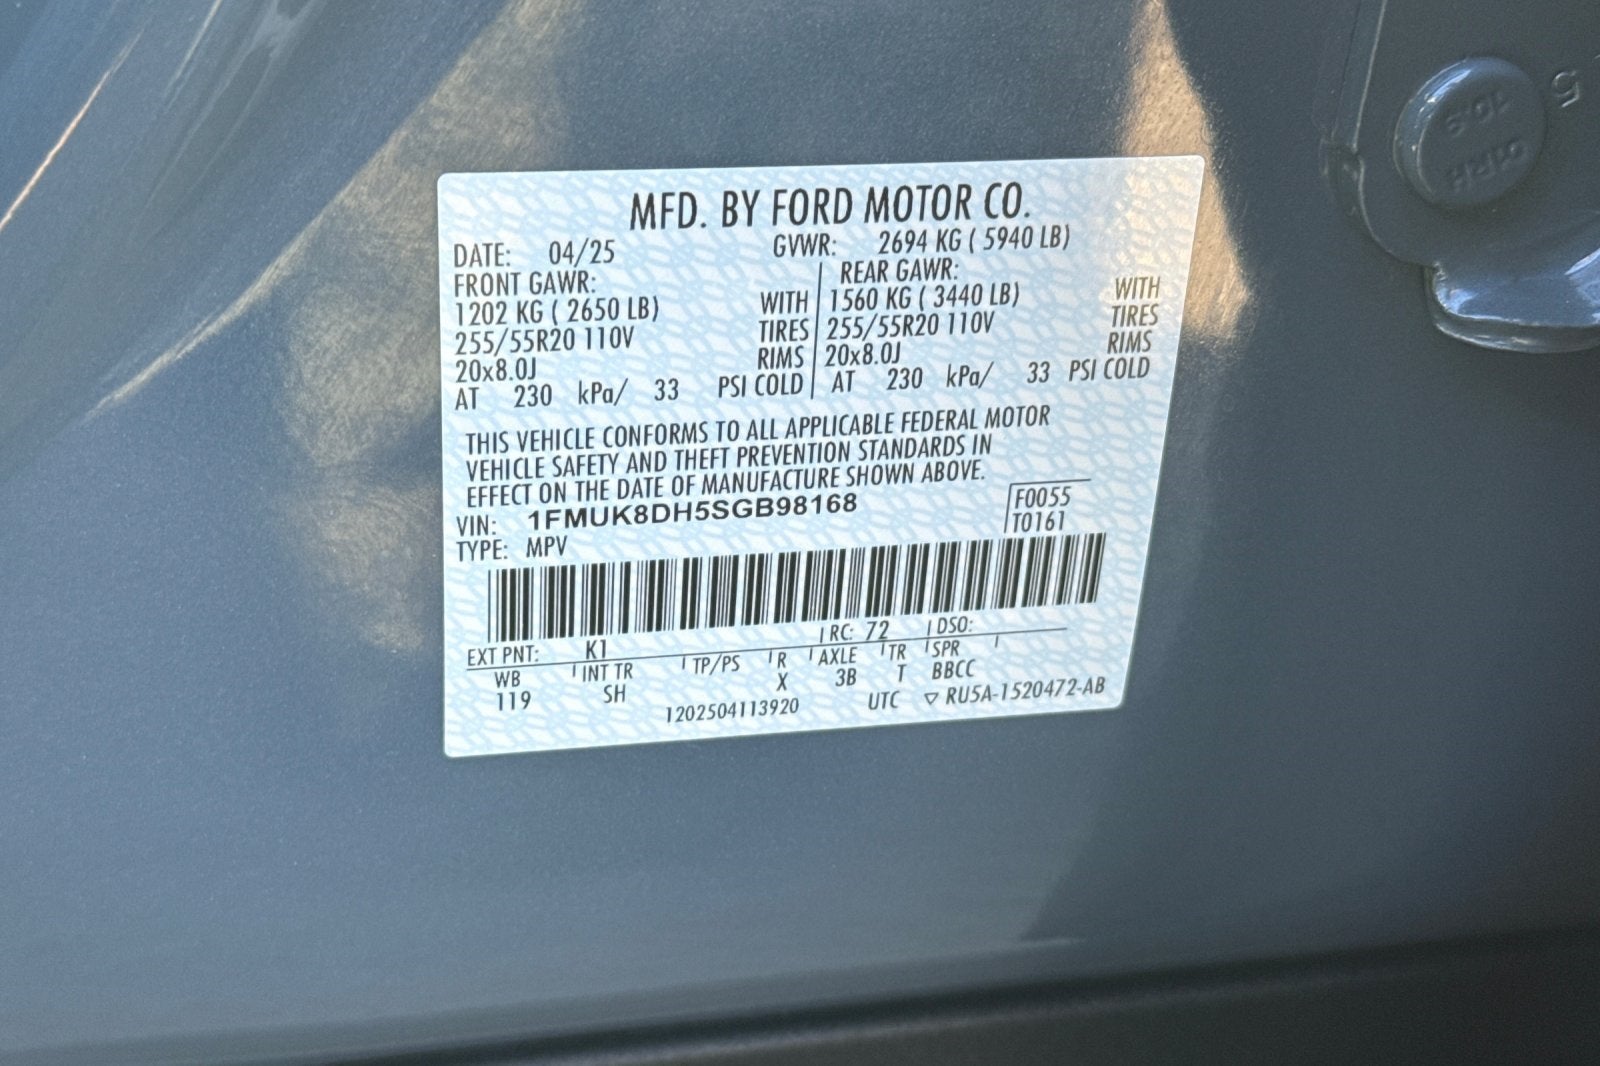 MFD. BY FORD MOTOR CO.
DATE: 04/25 GVWR: 2694 KG ( 5940 LB)
FRONT GAWR: REAR GAWR:
1202 KG ( 2650 LB) WITH 1560 KG ( 3440 LB) WITH
255/55R20 110V TIRES 255/55R20 110V TIRES
20x8.0J RIMS 20x8.0J RIMS
AT 230 kPa/ 33 PSI COLD AT 230 kPa/ 33 PSI COLD
THIS VEHICLE CONFORMS TO ALL APPLICABLE FEDERAL MOTOR
VEHICLE SAFETY AND THEFT PREVENTION STANDARDS IN
EFFECT ON THE DATE OF MANUFACTURE SHOWN ABOVE.
VIN: 1FMUK8DH5SGB98168 F0055
TYPE: MPV T0161
EXT PNT: K1 RC: 72 DSO:
WB INT TR TP/PS R AXLE TR SPR
119 SH X 3B T BBCC
1202504113920 UTC ▽ RU5A-1520472-AB
10.9
5